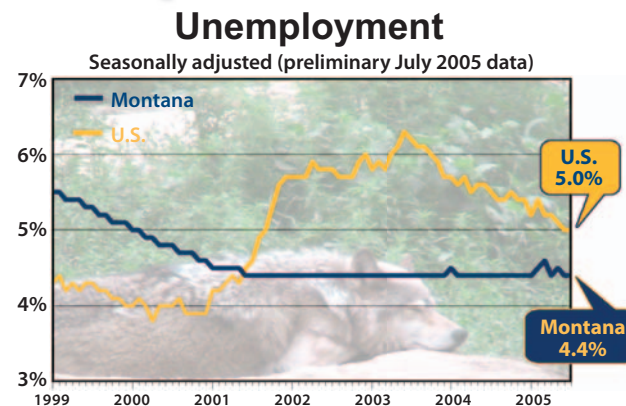 Unemployment
Seasonally adjusted (preliminary July 2005 data)
7%
Montana
U.S.
6%
U.S.
5.0%
5%
4%
Montana
4.4%
3%
1999 2000 2001 2002 2003 2004 2005